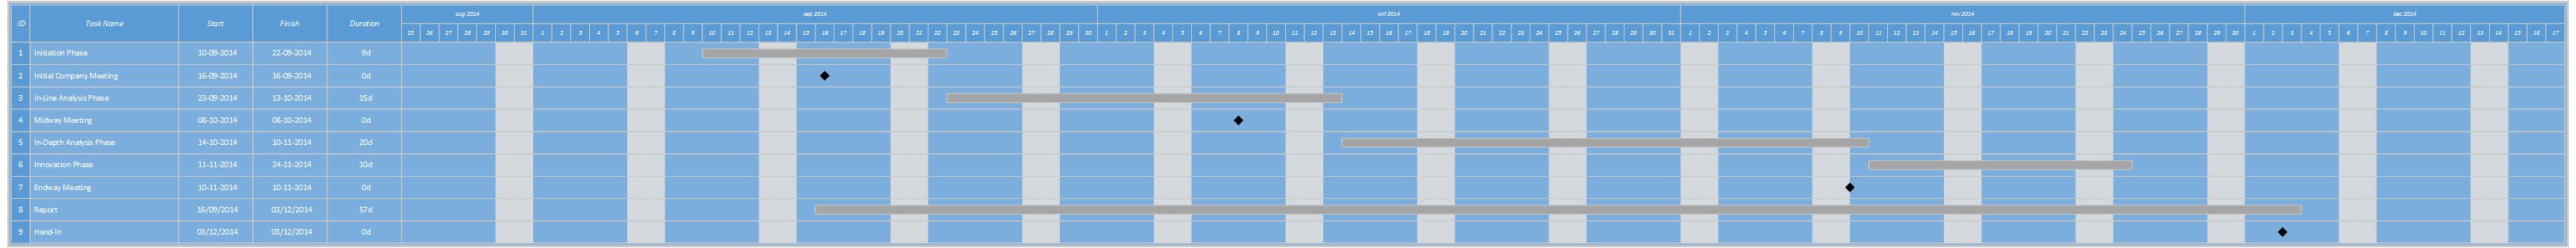 ID Task Name Start Finish Duration aug 2014 sep 2014 okt 2014 nov 2014 dec 2014
25 26 27 28 29 30 31 1 2 3 4 5 6 7 8 9 10 11 12 13 14 15 16 17 18 19 20 21 22 23 24 25 26 27 28 29 30 1 2 3 4 5 6 7 8 9 10 11 12 13 14 15 16 17 18 19 20 21 22 23 24 25 26 27 28 29 30 31 1 2 3 4 5 6 7 8 9 10 11 12 13 14 15 16 17 18 19 20 21 22 23 24 25 26 27 28 29 30 1 2 3 4 5 6 7 8 9 10 11 12 13 14 15 16 17
1 Initiation Phase 10-09-2014 22-09-2014 9d
2 Initial Company Meeting 16-09-2014 16-09-2014 0d
3 In-Line Analysis Phase 23-09-2014 13-10-2014 15d
4 Midway Meeting 08-10-2014 08-10-2014 0d
5 In-Depth Analysis Phase 14-10-2014 10-11-2014 20d
6 Innovation Phase 11-11-2014 24-11-2014 10d
7 Endway Meeting 10-11-2014 10-11-2014 0d
8 Report 16/09/2014 03/12/2014 57d
9 Hand-In 03/12/2014 03/12/2014 0d